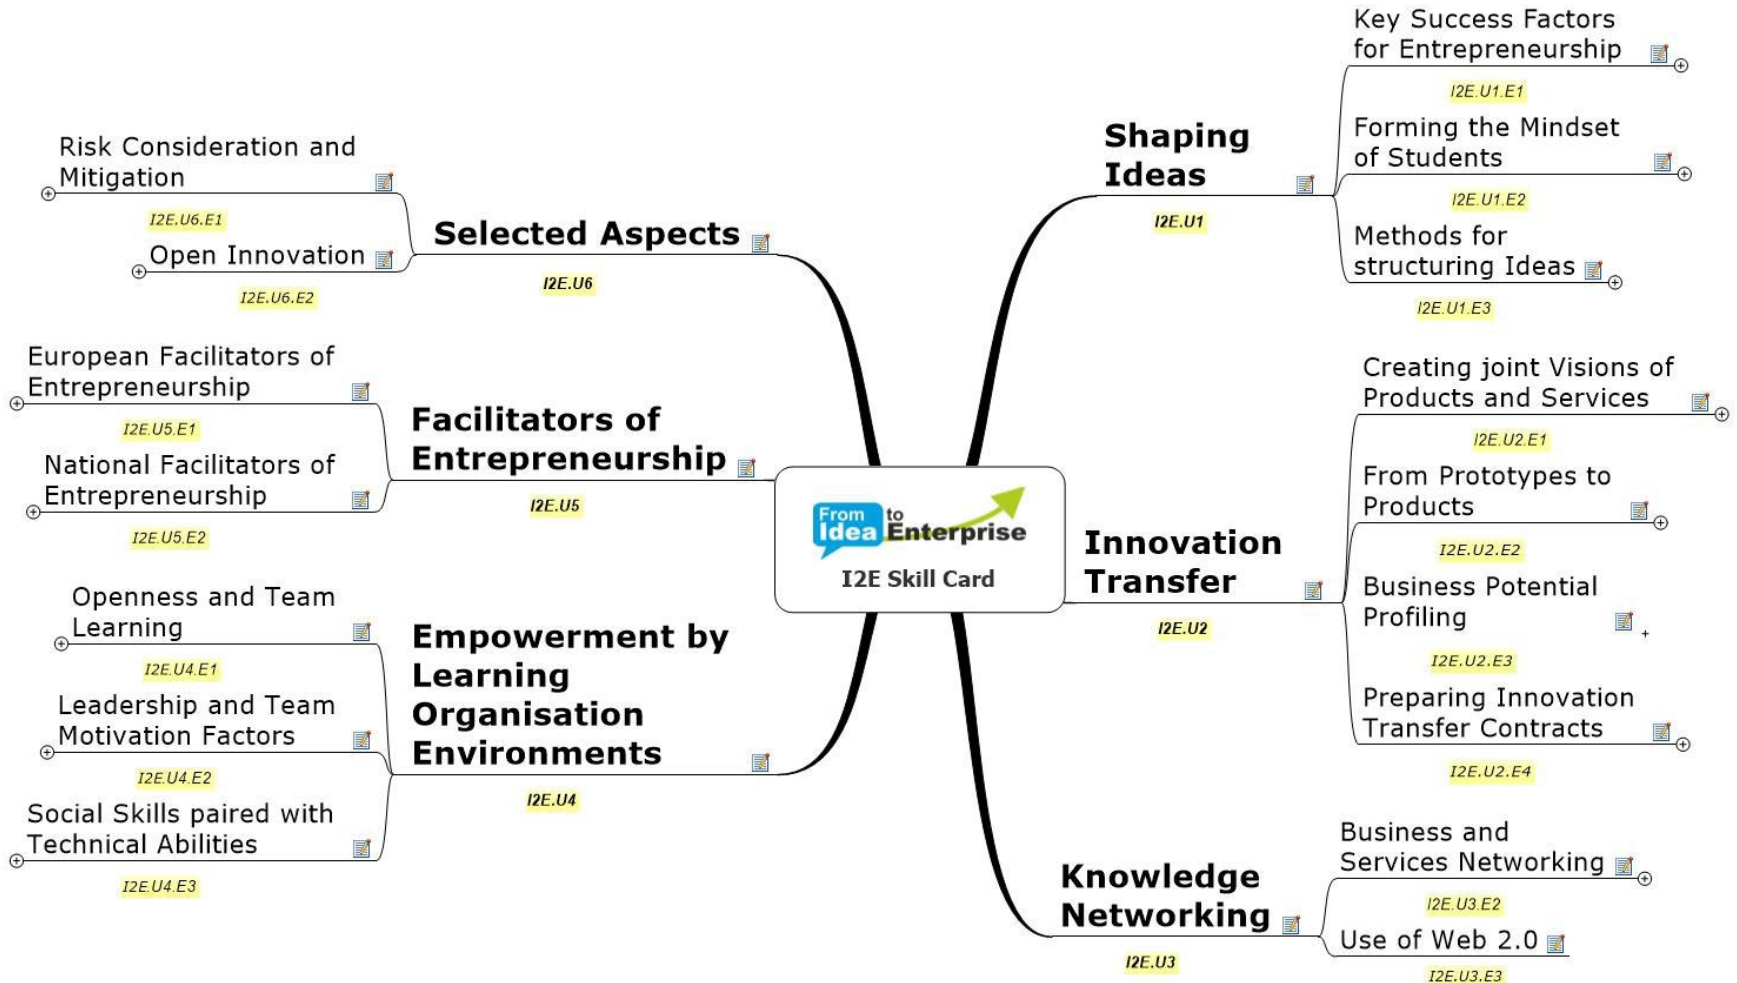 From to
Idea Enterprise
I2E Skill Card
Shaping
Ideas
I2E.U1
Key Success Factors
for Entrepreneurship
I2E.U1.E1
Forming the Mindset
of Students
I2E.U1.E2
Methods for
structuring Ideas
I2E.U1.E3
Innovation
Transfer
I2E.U2
Creating joint Visions of
Products and Services
I2E.U2.E1
From Prototypes to
Products
I2E.U2.E2
Business Potential
Profiling
I2E.U2.E3
Preparing Innovation
Transfer Contracts
I2E.U2.E4
Knowledge
Networking
I2E.U3
Business and
Services Networking
I2E.U3.E2
Use of Web 2.0
I2E.U3.E3
Empowerment by
Learning
Organisation
Environments
I2E.U4
Openness and Team
Learning
I2E.U4.E1
Leadership and Team
Motivation Factors
I2E.U4.E2
Social Skills paired with
Technical Abilities
I2E.U4.E3
Facilitators of
Entrepreneurship
I2E.U5
European Facilitators of
Entrepreneurship
I2E.U5.E1
National Facilitators of
Entrepreneurship
I2E.U5.E2
Selected Aspects
I2E.U6
Risk Consideration and
Mitigation
I2E.U6.E1
Open Innovation
I2E.U6.E2